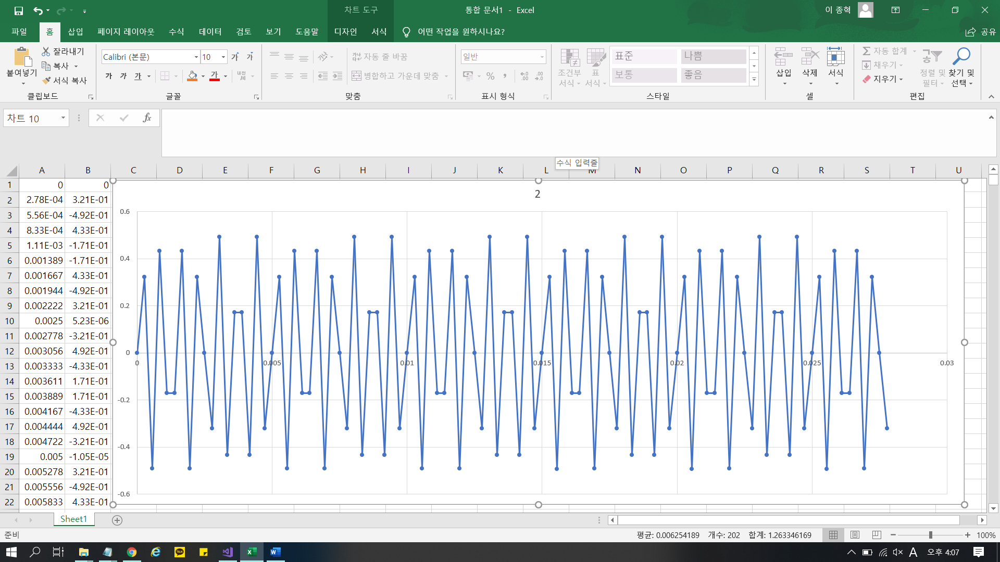 차트 도구
통합 문서1 - Excel
이 종혁
파일 홈 삽입 페이지 레이아웃 수식 데이터 검토 보기 도움말 디자인 서식 어떤 작업을 원하시나요? 공유
붙여넣기
잘라내기
복사
서식 복사
클립보드
Calibri (본문) 10 가 가
가 가 가 가 내천
글꼴
자동 줄 바꿈
병합하고 가운데 맞춤
맞춤
일반
% ,
표시 형식
조건부 서식
표 서식
표준 나쁨
보통 좋음
스타일
삽입 삭제 서식
셀
자동 합계
채우기
지우기
정렬 및 필터
찾기 및 선택
편집
차트 10
fx
수식 입력줄
A B C D E F G H I J K L M N O P Q R S T U
1 0 0
2 2.78E-04 3.21E-01
3 5.56E-04 -4.92E-01
4 8.33E-04 4.33E-01
5 1.11E-03 -1.71E-01
6 0.001389 -1.71E-01
7 0.001667 4.33E-01
8 0.001944 -4.92E-01
9 0.002222 3.21E-01
10 0.0025 5.23E-06
11 0.002778 -3.21E-01
12 0.003056 4.92E-01
13 0.003333 -4.33E-01
14 0.003611 1.71E-01
15 0.003889 1.71E-01
16 0.004167 -4.33E-01
17 0.004444 4.92E-01
18 0.004722 -3.21E-01
19 0.005 -1.05E-05
20 0.005278 3.21E-01
21 0.005556 -4.92E-01
22 0.005833 4.33E-01
2
0.6
0.4
0.2
0
-0.2
-0.4
-0.6
0 0.005 0.01 0.015 0.02 0.025 0.03
Sheet1
준비
평균: 0.006254189 개수: 202 합계: 1.263346169
100%
A 오후 4:07